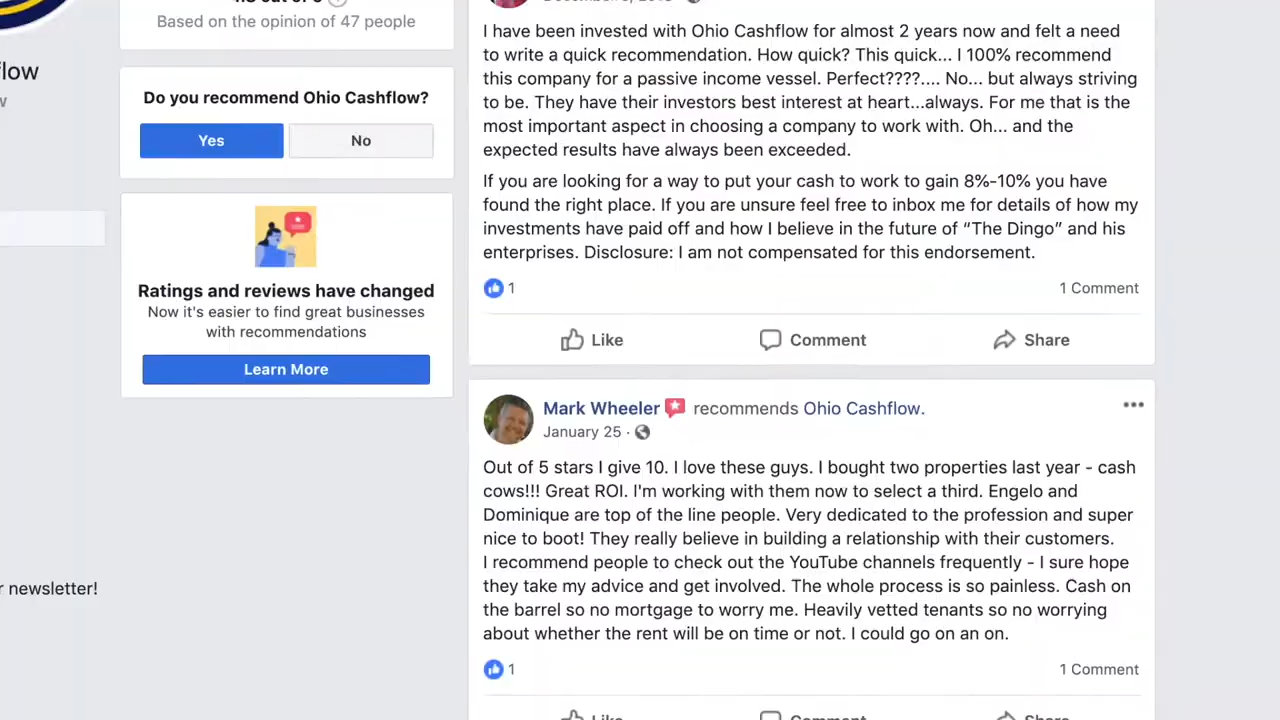 Based on the opinion of 47 people
flow
Do you recommend Ohio Cashflow?
Yes
No
Ratings and reviews have changed
Now it's easier to find great businesses
with recommendations
Learn More
r newsletter!
I have been invested with Ohio Cashflow for almost 2 years now and felt a need
to write a quick recommendation. How quick? This quick... I 100% recommend
this company for a passive income vessel. Perfect????.... No... but always striving
to be. They have their investors best interest at heart...always. For me that is the
most important aspect in choosing a company to work with. Oh... and the
expected results have always been exceeded.
If you are looking for a way to put your cash to work to gain 8%-10% you have
found the right place. If you are unsure feel free to inbox me for details of how my
investments have paid off and how I believe in the future of “The Dingo” and his
enterprises. Disclosure: I am not compensated for this endorsement.
1
1 Comment
Like
Comment
Share
Mark Wheeler recommends Ohio Cashflow.
January 25 ·
Out of 5 stars I give 10. I love these guys. I bought two properties last year - cash
cows!!! Great ROI. I'm working with them now to select a third. Engelo and
Dominique are top of the line people. Very dedicated to the profession and super
nice to boot! They really believe in building a relationship with their customers.
I recommend people to check out the YouTube channels frequently - I sure hope
they take my advice and get involved. The whole process is so painless. Cash on
the barrel so no mortgage to worry me. Heavily vetted tenants so no worrying
about whether the rent will be on time or not. I could go on an on.
1
1 Comment
Like
Comment
Share